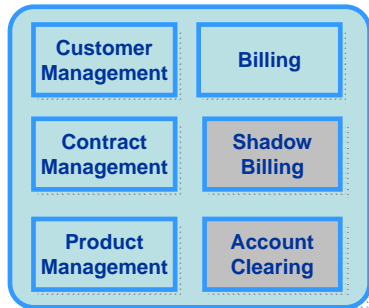 Customer
Management
Billing
Contract
Management
Shadow
Billing
Product
Management
Account
Clearing